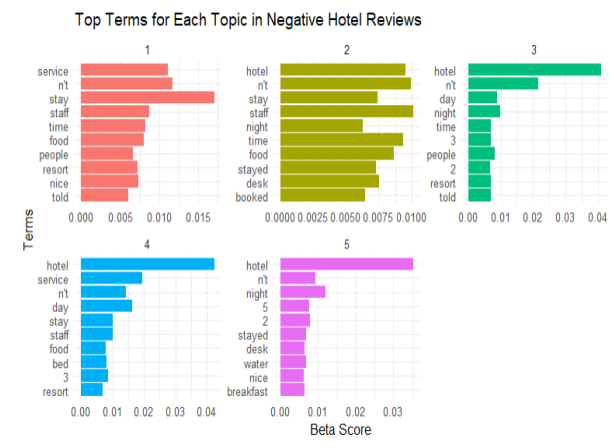 Top Terms for Each Topic in Negative Hotel Reviews
1
service
n't
stay
staff
time
food
people
resort
nice
told
0.000 0.005 0.010 0.015
2
hotel
n't
stay
staff
night
time
food
stayed
desk
booked
0.0000 0.0025 0.0050 0.0075 0.0100
3
hotel
n't
day
night
time
3
people
2
resort
told
0.00 0.01 0.02 0.03 0.04
Terms
4
hotel
service
n't
day
stay
staff
food
bed
3
resort
0.00 0.01 0.02 0.03 0.04
5
hotel
n't
night
5
2
stayed
desk
water
nice
breakfast
0.00 0.01 0.02 0.03
Beta Score